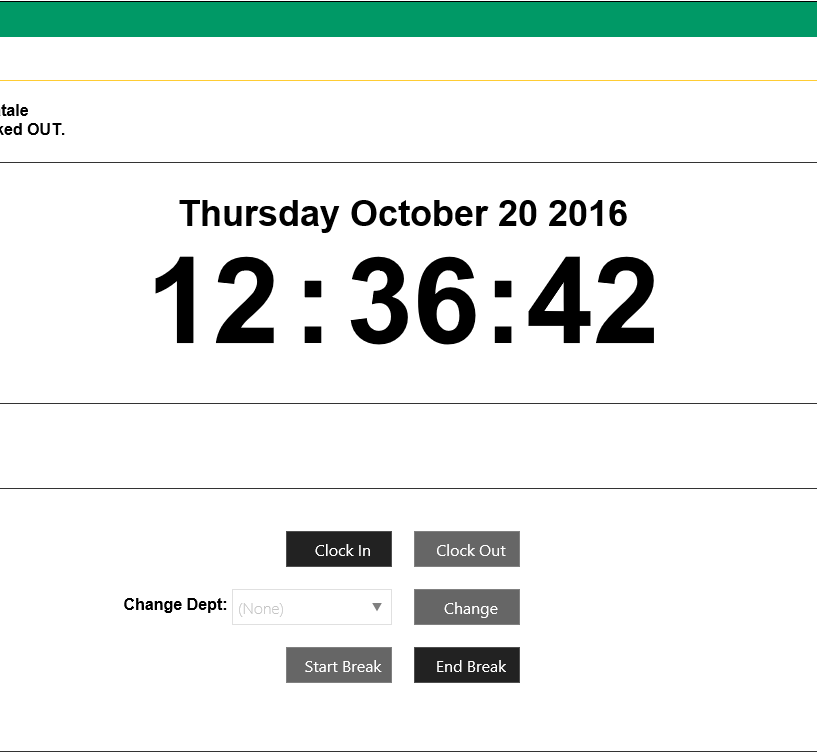 tale
ked OUT.
Thursday October 20 2016
12:36:42
Clock In Clock Out
Change Dept: (None) Change
Start Break End Break